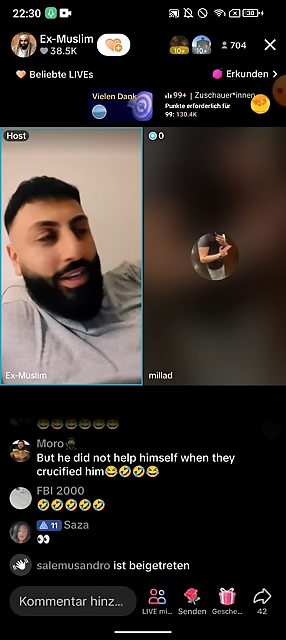 22:30
Ex-Muslim
38.5K
10+
10+
704
Beliebte LIVEs
Erkunden >
Vielen Dank
99+ | Zuschauer*innen
Punkte erforderlich für
99: 130.4K
Host
0
Ex-Muslim
millad
Moro
But he did not help himself when they
crucified him😂🤣🤣😂
FBI 2000
🤣🤣🤣🤣🤣
11 Saza
👀
salemusandro ist beigetreten
Kommentar hinz...
LIVE mi...
Senden
Gesche...
42